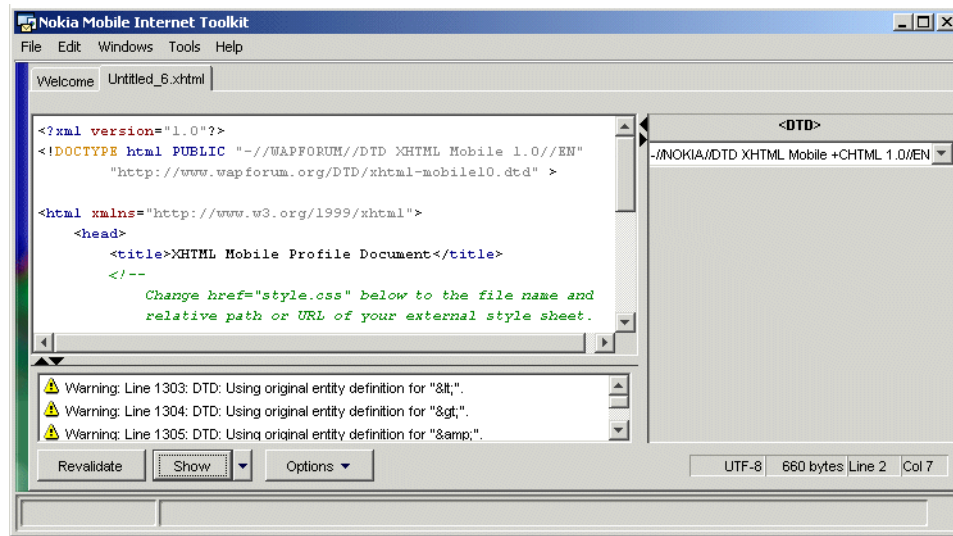 Nokia Mobile Internet Toolkit
File Edit Windows Tools Help
Welcome Untitled_6.xhtml
<?xml version="1.0"?>
<!DOCTYPE html PUBLIC "-//WAPFORUM//DTD XHTML Mobile 1.0//EN"
"http://www.wapforum.org/DTD/xhtml-mobile10.dtd" >
<html xmlns="http://www.w3.org/1999/xhtml">
<head>
<title>XHTML Mobile Profile Document</title>
<!--
Change href="style.css" below to the file name and
relative path or URL of your external style sheet.
<DTD>
-//NOKIA//DTD XHTML Mobile +CHTML 1.0//EN
Warning: Line 1303: DTD: Using original entity definition for "&lt;".
Warning: Line 1304: DTD: Using original entity definition for "&gt;".
Warning: Line 1305: DTD: Using original entity definition for "&amp;".
Revalidate Show Options
UTF-8 660 bytes Line 2 Col 7